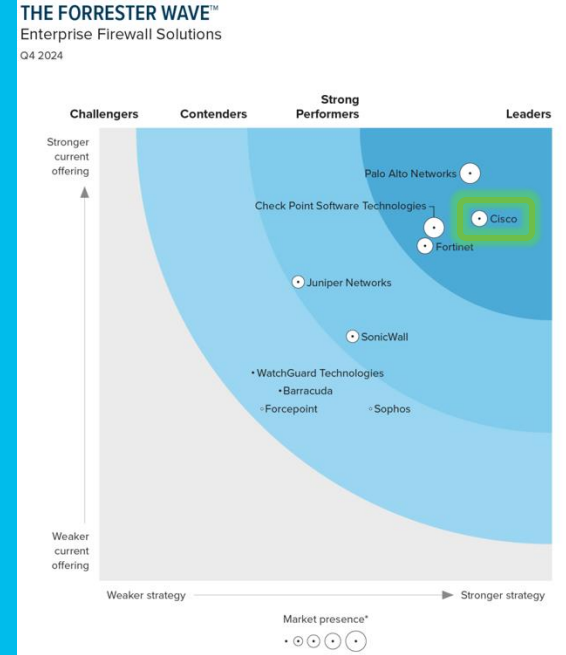 THE FORRESTER WAVE™
Enterprise Firewall Solutions
Q4 2024
Challengers
Contenders
Strong
Performers
Leaders
Stronger
current
offering
Palo Alto Networks
Check Point Software Technologies
Cisco
Fortinet
Juniper Networks
SonicWall
WatchGuard Technologies
Barracuda
Forcepoint
Sophos
Weaker
current
offering
Weaker strategy
Stronger strategy
Market presence*